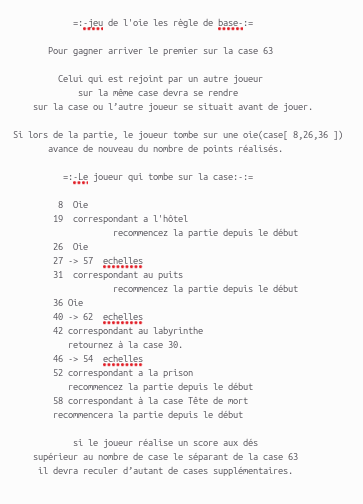 =:-jeu de l'oie les règle de base-:=
Pour gagner arriver le premier sur la case 63
Celui qui est rejoint par un autre joueur
sur la même case devra se rendre
sur la case ou l’autre joueur se situait avant de jouer.
Si lors de la partie, le joueur tombe sur une oie(case[ 8,26,36 ])
avance de nouveau du nombre de points réalisés.
=:-Le joueur qui tombe sur la case:-:=
8 Oie
19 correspondant a l'hôtel
recommencez la partie depuis le début
26 Oie
27 -> 57 echelles
31 correspondant au puits
recommencez la partie depuis le début
36 Oie
40 -> 62 echelles
42 correspondant au labyrinthe
retournez à la case 30.
46 -> 54 echelles
52 correspondant a la prison
recommencez la partie depuis le début
58 correspondant à la case Tête de mort
recommencera la partie depuis le début
si le joueur réalise un score aux dés
supérieur au nombre de case le séparant de la case 63
il devra reculer d’autant de cases supplémentaires.